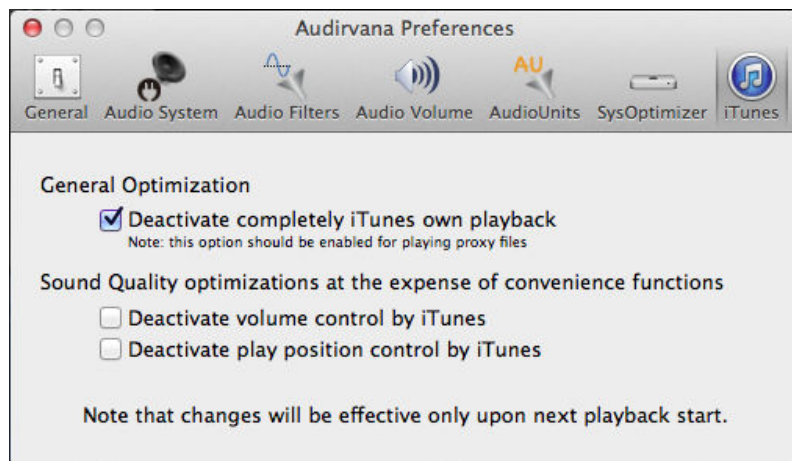 Audirvana Preferences
AU
General Audio System Audio Filters Audio Volume AudioUnits SysOptimizer iTunes
General Optimization
Deactivate completely iTunes own playback
Note: this option should be enabled for playing proxy files
Sound Quality optimizations at the expense of convenience functions
Deactivate volume control by iTunes
Deactivate play position control by iTunes
Note that changes will be effective only upon next playback start.